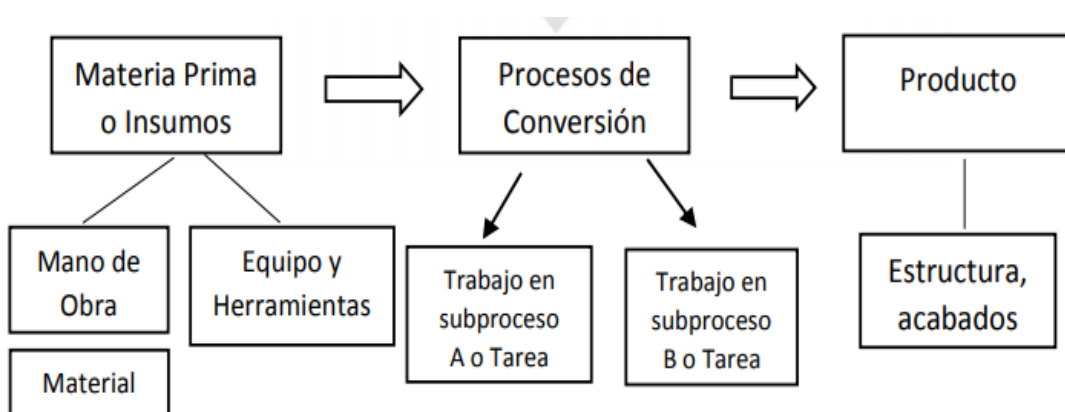 Materia Prima
o Insumos
Procesos de
Conversión
Producto
Mano de
Obra
Equipo y
Herramientas
Trabajo en
subproceso
A o Tarea
Trabajo en
subproceso
B o Tarea
Estructura,
acabados
Material